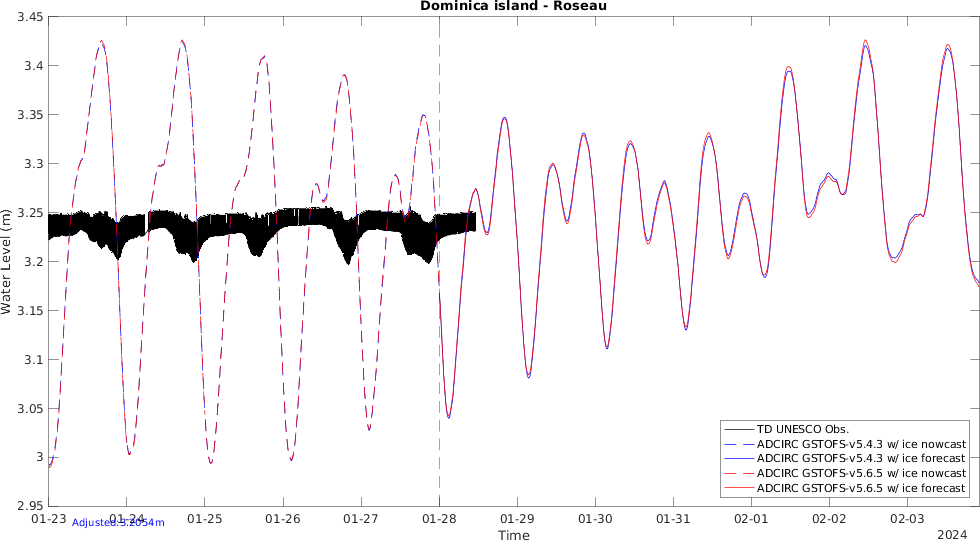 Dominica island - Roseau
3.45
3.4
3.35
3.3
3.25
3.2
3.15
3.1
3.05
3
2.95
Water Level (m)
TD UNESCO Obs.
ADCIRC GSTOFS-v5.4.3 w/ ice nowcast
ADCIRC GSTOFS-v5.4.3 w/ ice forecast
ADCIRC GSTOFS-v5.6.5 w/ ice nowcast
ADCIRC GSTOFS-v5.6.5 w/ ice forecast
01-23 01-24 01-25 01-26 01-27 01-28 01-29 01-30 01-31 02-01 02-02 02-03
Adjusted:3.2054m
Time
2024